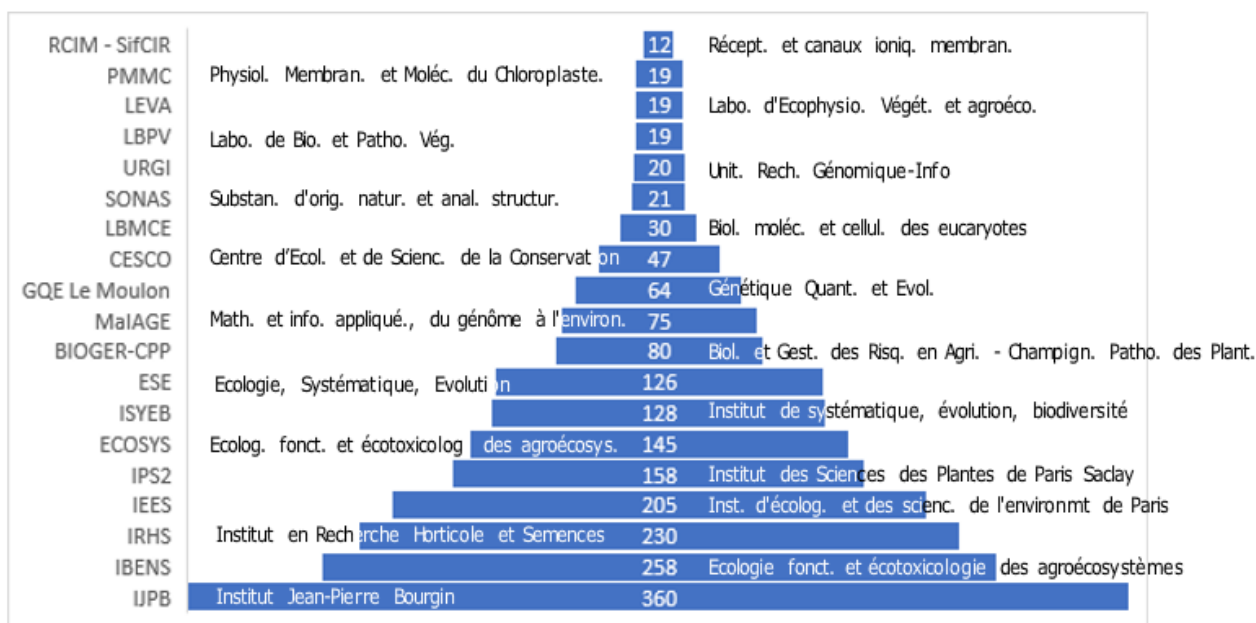 RCIM - SifCIR 12 Récept. et canaux ioniq. membran.
PMMC Physiol. Membran. et Moléc. du Chloroplaste. 19
LEVA 19 Labo. d'Ecophysio. Végét. et agroéco.
LBPV Labo. de Bio. et Patho. Vég. 19
URGI 20 Unit. Rech. Génomique-Info
SONAS Substan. d'orig. natur. et anal. structur. 21
LBMCE 30 Biol. moléc. et cellul. des eucaryotes
CESCO Centre d’Ecol. et de Scienc. de la Conservation 47
GQE Le Moulon 64 Génétique Quant. et Evol.
MaIAGE Math. et info. appliqué., du génôme à l'environ. 75
BIOGER-CPP 80 Biol. et Gest. des Risq. en Agri. - Champign. Patho. des Plant.
ESE Ecologie, Systématique, Evolution 126
ISYEB 128 Institut de systématique, évolution, biodiversité
ECOSYS Ecolog. fonct. et écotoxicolog des agroécosys. 145
IPS2 158 Institut des Sciences des Plantes de Paris Saclay
IEES 205 Inst. d'écolog. et des scienc. de l'environmt de Paris
IRHS Institut en Recherche Horticole et Semences 230
IBENS 258 Ecologie fonct. et écotoxicologie des agroécosystèmes
IJPB Institut Jean-Pierre Bourgin 360